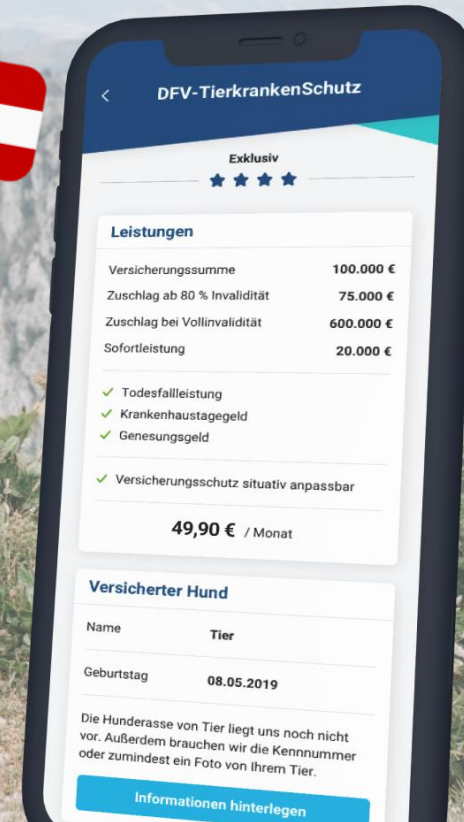 DFV-TierkrankenSchutz
Exklusiv
Leistungen
Versicherungssumme 100.000 €
Zuschlag ab 80 % Invalidität 75.000 €
Zuschlag bei Vollinvalidität 600.000 €
Sofortleistung 20.000 €
Todesfallleistung
Krankenhaustagegeld
Genesungsgeld
Versicherungsschutz situativ anpassbar
49,90 € / Monat
Versicherter Hund
Name Tier
Geburtstag 08.05.2019
Die Hunderasse von Tier liegt uns noch nicht
vor. Außerdem brauchen wir die Kennnummer
oder zumindest ein Foto von Ihrem Tier.
Informationen hinterlegen